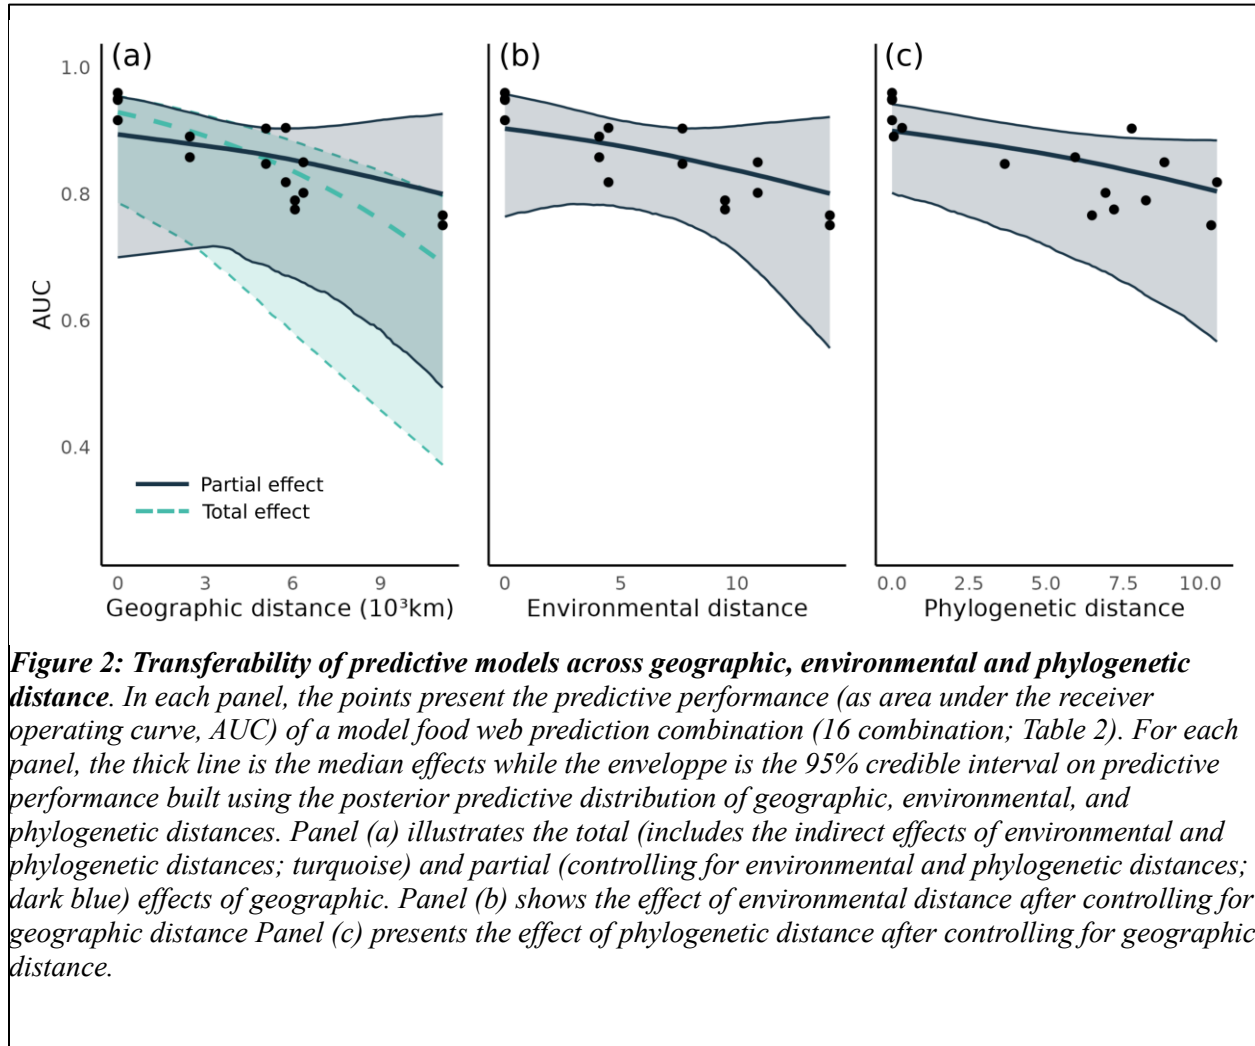 (a) (b) (c)
1.0
0.8
0.6
0.4
AUC
Partial effect
Total effect
0 3 6 9
Geographic distance (10³km)
0 5 10
Environmental distance
0.0 2.5 5.0 7.5 10.0
Phylogenetic distance
Figure 2: Transferability of predictive models across geographic, environmental and phylogenetic
distance. In each panel, the points present the predictive performance (as area under the receiver
operating curve, AUC) of a model food web prediction combination (16 combination; Table 2). For each
panel, the thick line is the median effects while the enveloppe is the 95% credible interval on predictive
performance built using the posterior predictive distribution of geographic, environmental, and
phylogenetic distances. Panel (a) illustrates the total (includes the indirect effects of environmental and
phylogenetic distances; turquoise) and partial (controlling for environmental and phylogenetic distances;
dark blue) effects of geographic. Panel (b) shows the effect of environmental distance after controlling for
geographic distance Panel (c) presents the effect of phylogenetic distance after controlling for geographic
distance.